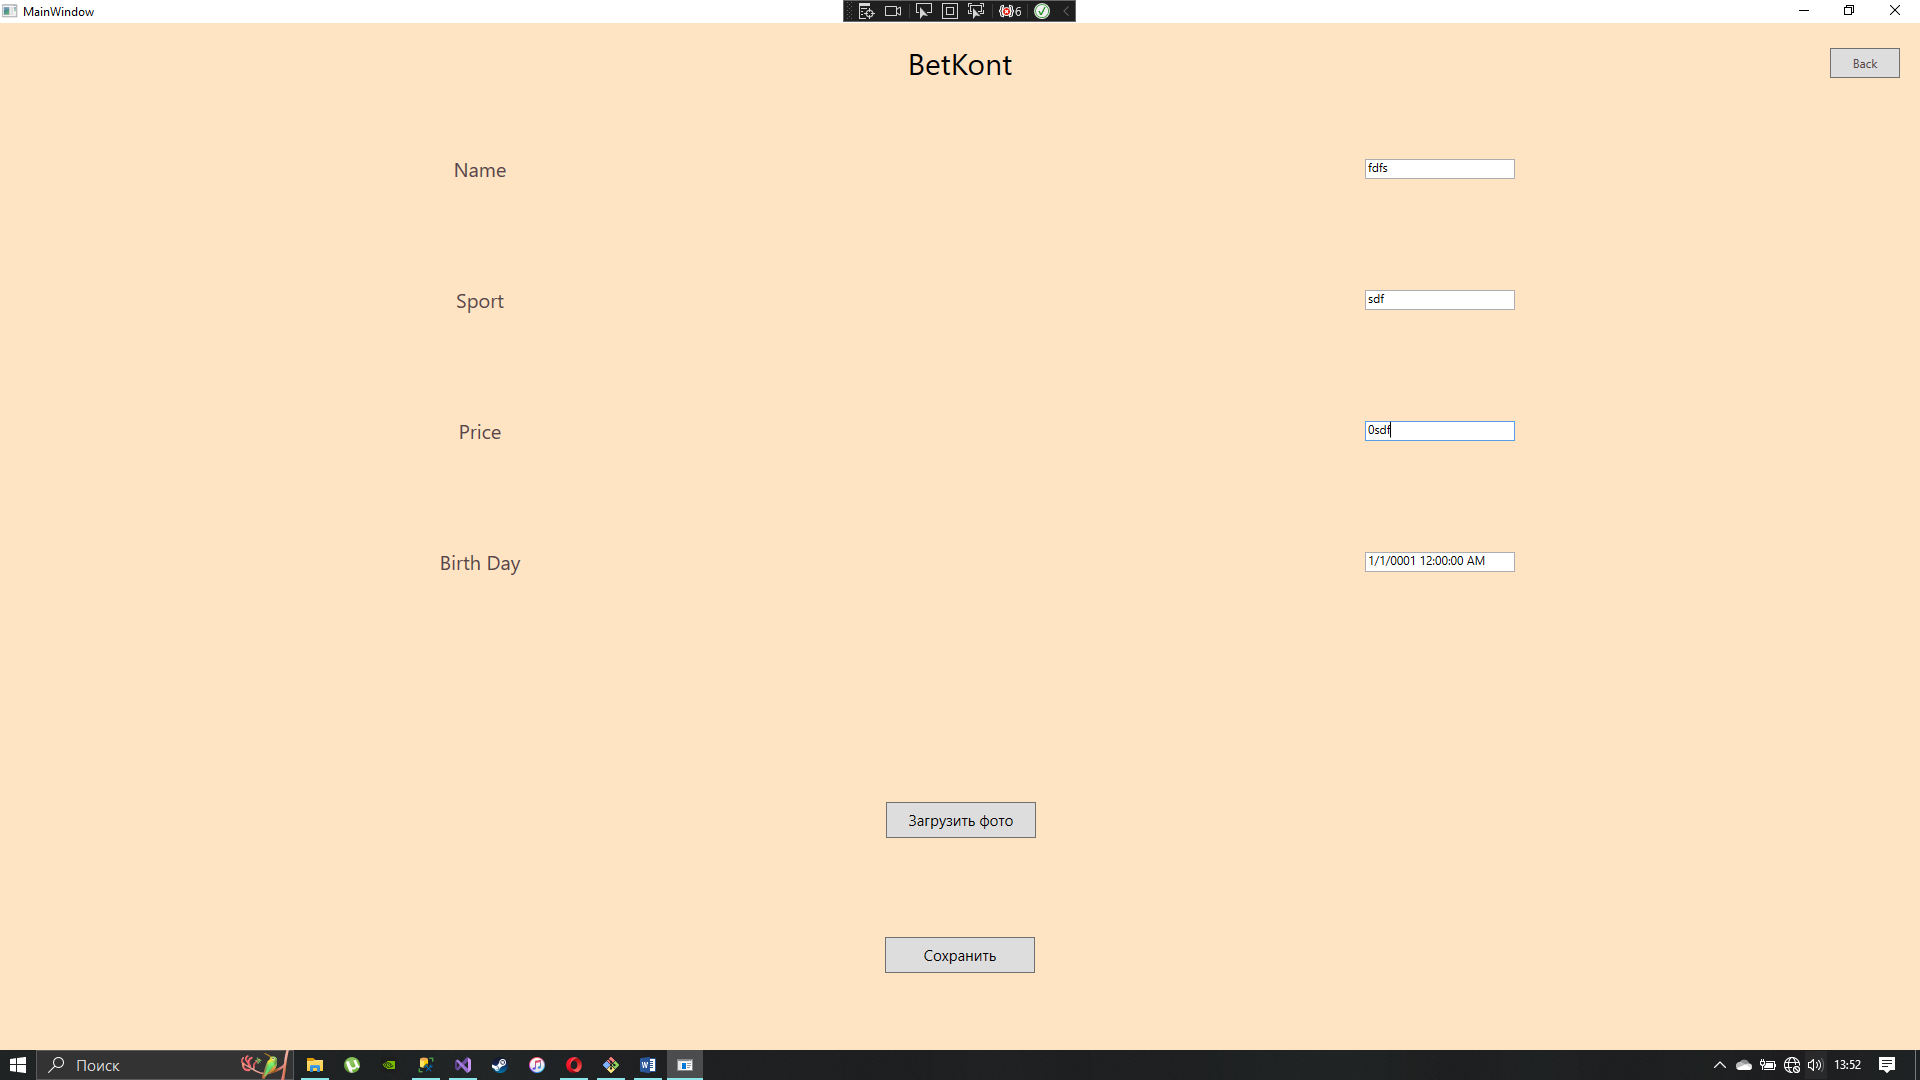 MainWindow
6
BetKont
Back
Name
fdfs
Sport
sdf
Price
0sdf
Birth Day
1/1/0001 12:00:00 AM
Загрузить фото
Сохранить
Поиск
13:52